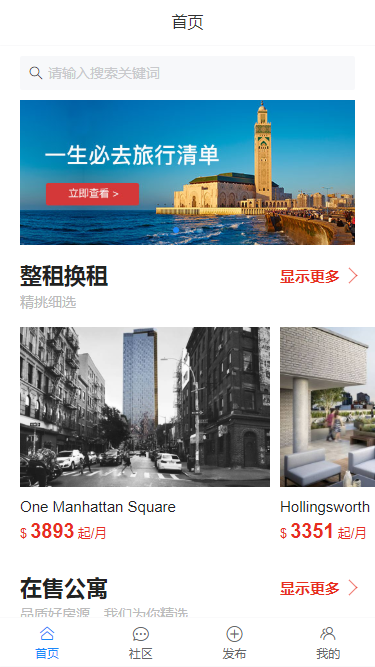 首页
请输入搜索关键词
一生必去旅行清单
立即查看 >
整租换租
显示更多
精挑细选
One Manhattan Square
Hollingsworth
$ 3893 起/月
$ 3351 起/月
在售公寓
显示更多
品质好房源，我们为你精选
首页
社区
发布
我的